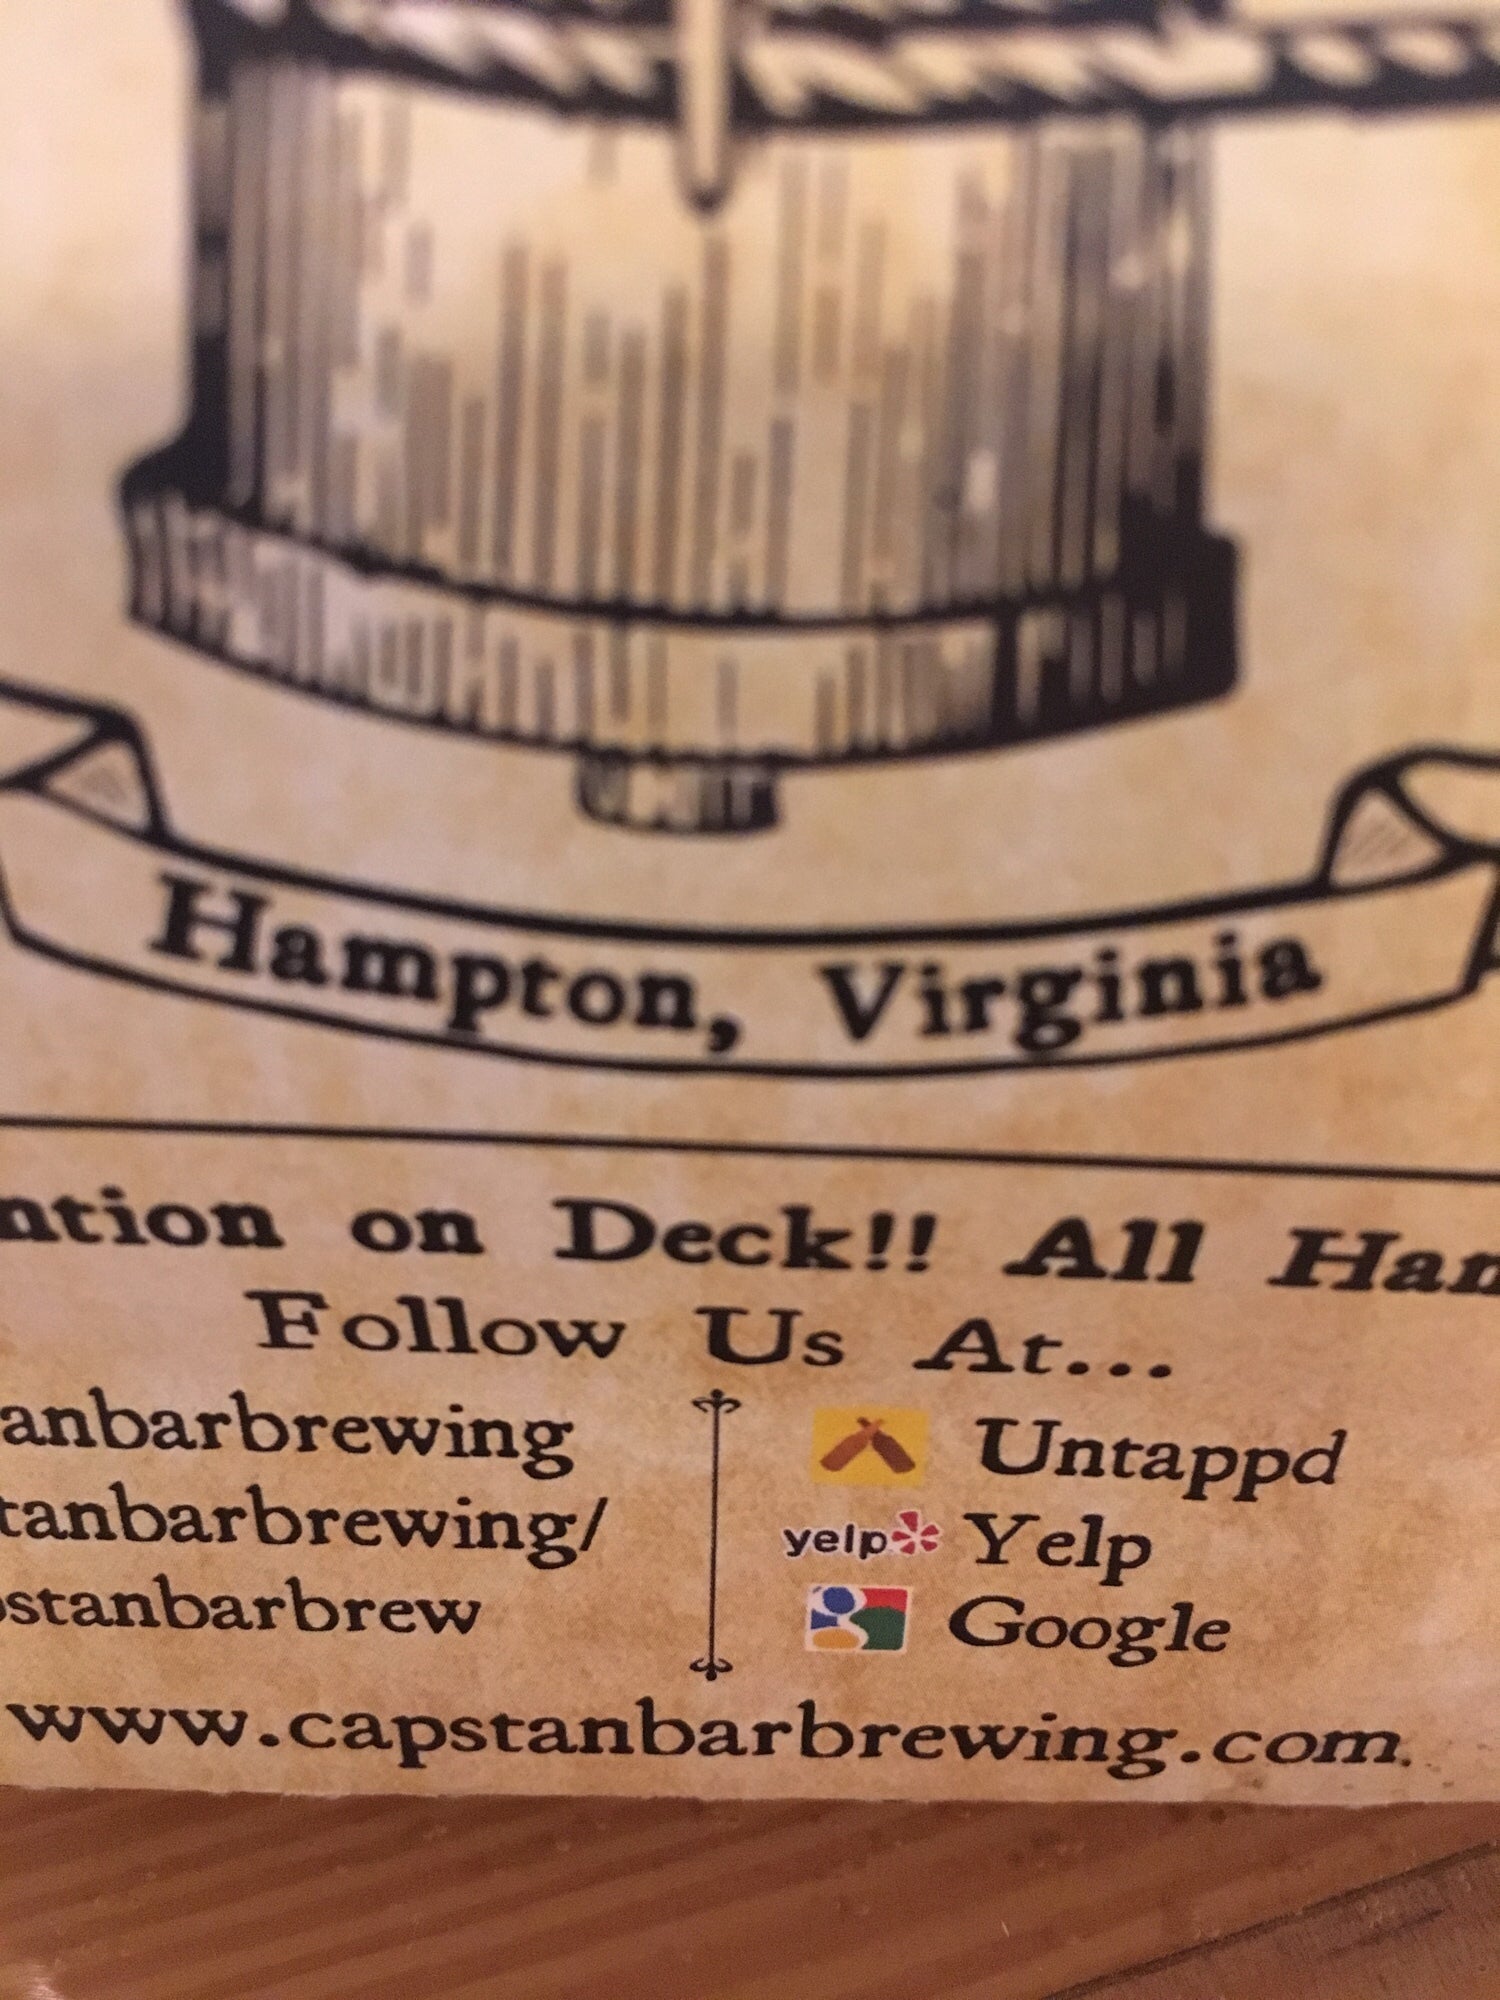 Hampton, Virginia
ntion on Deck!! All Han
Follow Us At...
anbarbrewing
tanbarbrewing/
stanbarbrew
Untappd
yelp Yelp
Google
www.capstanbarbrewing.com